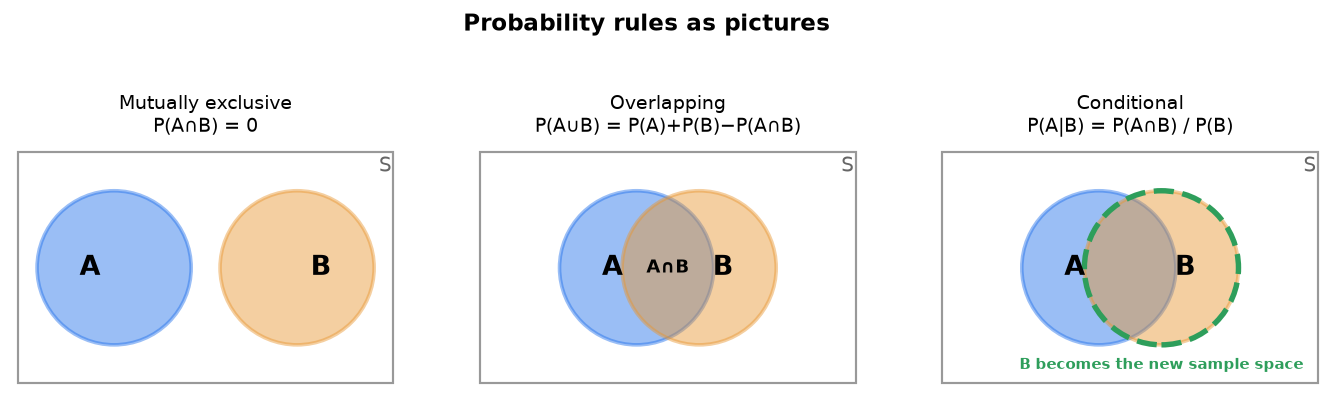 Probability rules as pictures
Mutually exclusive
P(A∩B) = 0
S
A
B
Overlapping
P(A∪B) = P(A)+P(B)−P(A∩B)
S
A
A∩B
B
Conditional
P(A|B) = P(A∩B) / P(B)
S
A
B
B becomes the new sample space